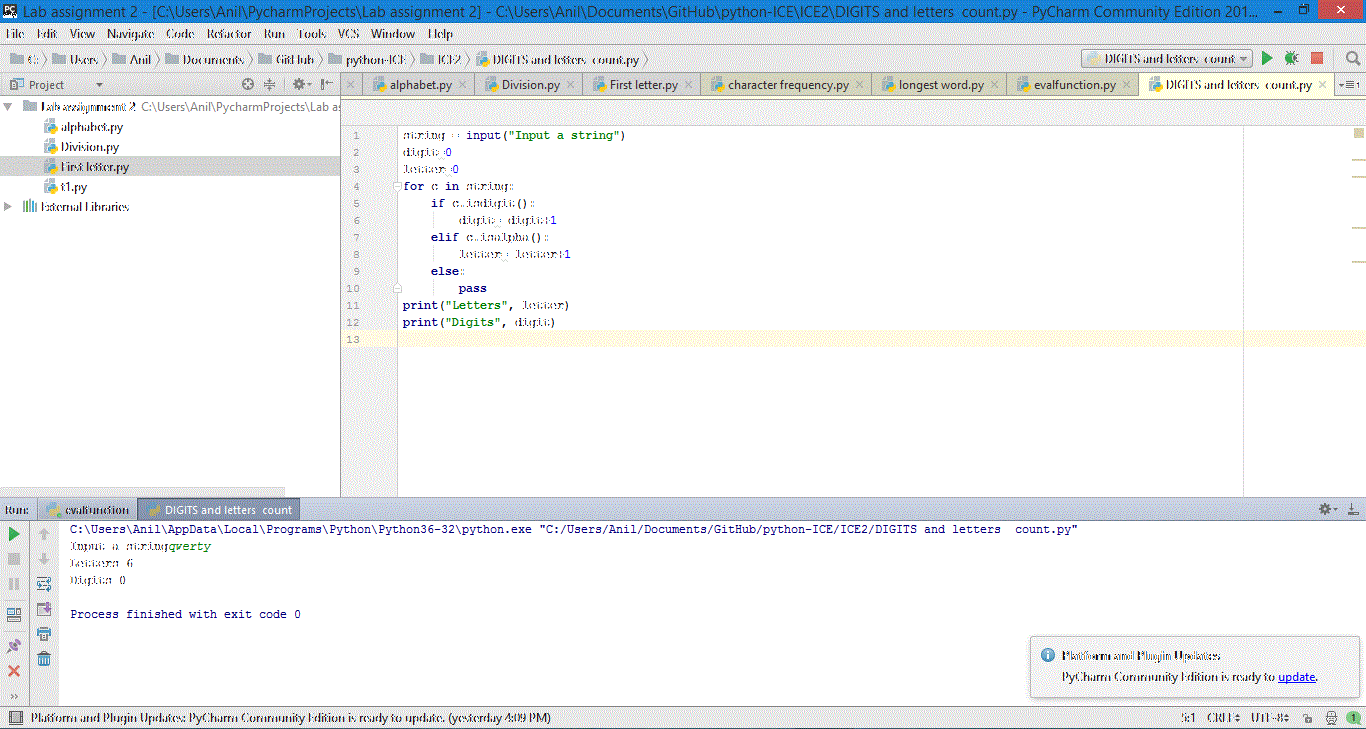 Lab assignment 2 - [C:\Users\Anil\PycharmProjects\Lab assignment 2] - C:\Users\Anil\Documents\GitHub\python-ICE\ICE2\DIGITS and letters  count.py - PyCharm Community Edition 201...
File Edit View Navigate Code Refactor Run Tools VCS Window Help
C: Users Anil Documents GitHub python-ICE ICE2 DIGITS and letters  count.py DIGITS and letters  count
Project alphabet.py Division.py First letter.py character frequency.py longest word.py evalfunction.py DIGITS and letters  count.py
Lab assignment 2 C:\Users\Anil\PycharmProjects\Lab as
alphabet.py
Division.py
First letter.py
t1.py
External Libraries
1 string = input("Input a string")
2 digit=0
3 letter=0
4 for c in string:
5 if c.isdigit():
6 digit= digit+1
7 elif c.isalpha():
8 letter= letter+1
9 else:
10 pass
11 print("Letters", letter)
12 print("Digits", digit)
13
Run: evalfunction DIGITS and letters  count
C:\Users\Anil\AppData\Local\Programs\Python\Python36-32\python.exe "C:/Users/Anil/Documents/GitHub/python-ICE/ICE2/DIGITS and letters  count.py"
Input a stringqwerty
Letters 6
Digits 0
Process finished with exit code 0
Platform and Plugin Updates
PyCharm Community Edition is ready to update.
Platform and Plugin Updates: PyCharm Community Edition is ready to update. (yesterday 4:09 PM) 5:1 CRLF UTF-8 1